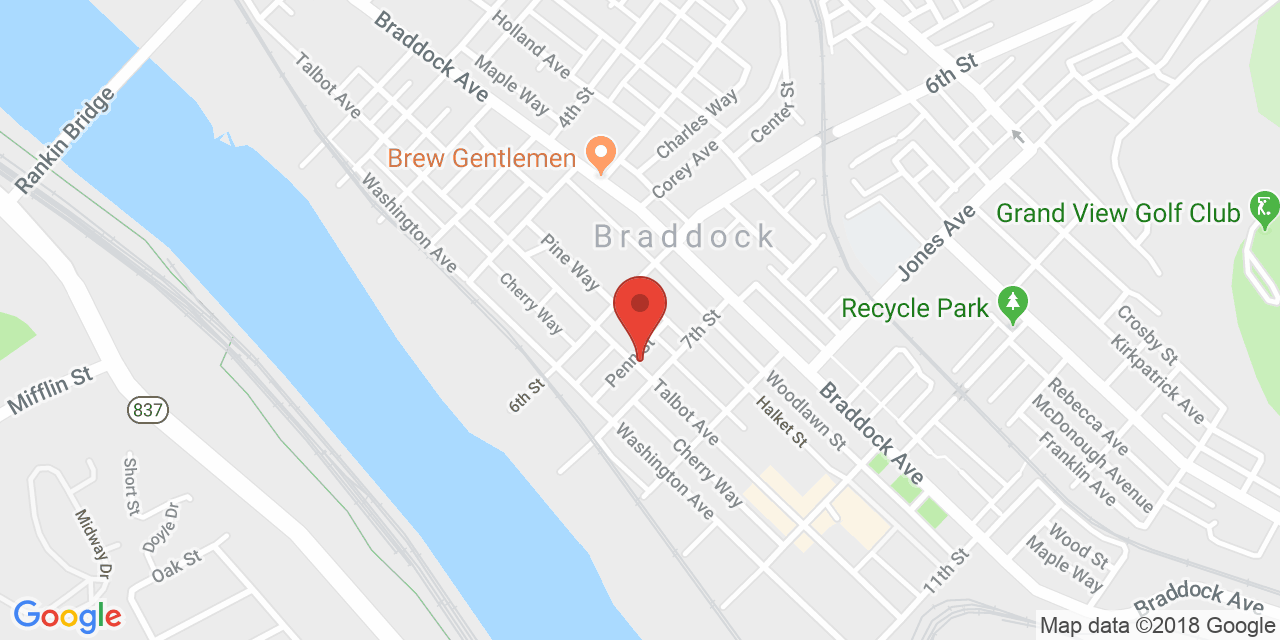 Holland Ave
Braddock Ave
Maple Way
Talbot Ave
4th St
6th St
Center St
Charles Way
Corey Ave
Rankin Bridge
Brew Gentlemen
Washington Ave
Grand View Golf Club
Jones Ave
Braddock
Pine Way
Cherry Way
Recycle Park
7th St
Crosby St
Kirkpatrick Ave
Penn St
Mifflin St
837
6th St
Talbot Ave
Woodlawn St
Halket St
Braddock Ave
Rebecca Ave
McDonough Avenue
Franklin Ave
Washington Ave
Cherry Way
Short St
Doyle Dr
Midway Dr
Oak St
Wood St
Maple Way
11th St
Braddock Ave
Google
Map data ©2018 Google